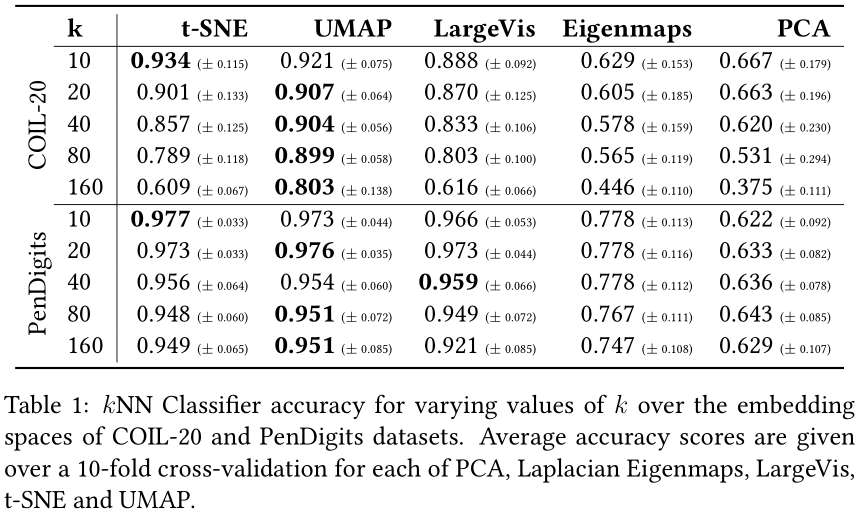 k t-SNE UMAP LargeVis Eigenmaps PCA
COIL-20
10 0.934 (± 0.115) 0.921 (± 0.075) 0.888 (± 0.092) 0.629 (± 0.153) 0.667 (± 0.179)
20 0.901 (± 0.133) 0.907 (± 0.064) 0.870 (± 0.125) 0.605 (± 0.185) 0.663 (± 0.196)
40 0.857 (± 0.125) 0.904 (± 0.056) 0.833 (± 0.106) 0.578 (± 0.159) 0.620 (± 0.230)
80 0.789 (± 0.118) 0.899 (± 0.058) 0.803 (± 0.100) 0.565 (± 0.119) 0.531 (± 0.294)
160 0.609 (± 0.067) 0.803 (± 0.138) 0.616 (± 0.066) 0.446 (± 0.110) 0.375 (± 0.111)
PenDigits
10 0.977 (± 0.033) 0.973 (± 0.044) 0.966 (± 0.053) 0.778 (± 0.113) 0.622 (± 0.092)
20 0.973 (± 0.033) 0.976 (± 0.035) 0.973 (± 0.044) 0.778 (± 0.116) 0.633 (± 0.082)
40 0.956 (± 0.064) 0.954 (± 0.060) 0.959 (± 0.066) 0.778 (± 0.112) 0.636 (± 0.078)
80 0.948 (± 0.060) 0.951 (± 0.072) 0.949 (± 0.072) 0.767 (± 0.111) 0.643 (± 0.085)
160 0.949 (± 0.065) 0.951 (± 0.085) 0.921 (± 0.085) 0.747 (± 0.108) 0.629 (± 0.107)
Table 1: kNN Classifier accuracy for varying values of k over the embedding
spaces of COIL-20 and PenDigits datasets. Average accuracy scores are given
over a 10-fold cross-validation for each of PCA, Laplacian Eigenmaps, LargeVis,
t-SNE and UMAP.